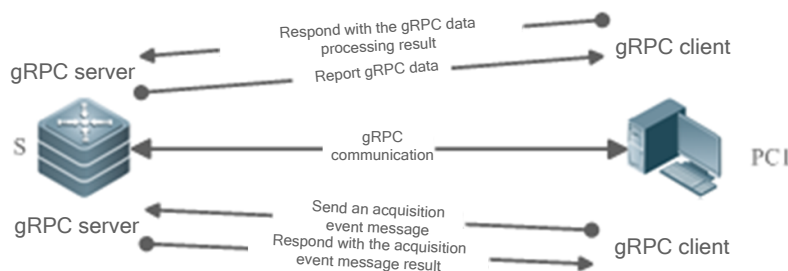 Respond with the gRPC data
processing result
gRPC client
gRPC server
Report gRPC data
S
gRPC
communication
PC1
Send an acquisition
event message
gRPC server
Respond with the acquisition
event message result
gRPC client